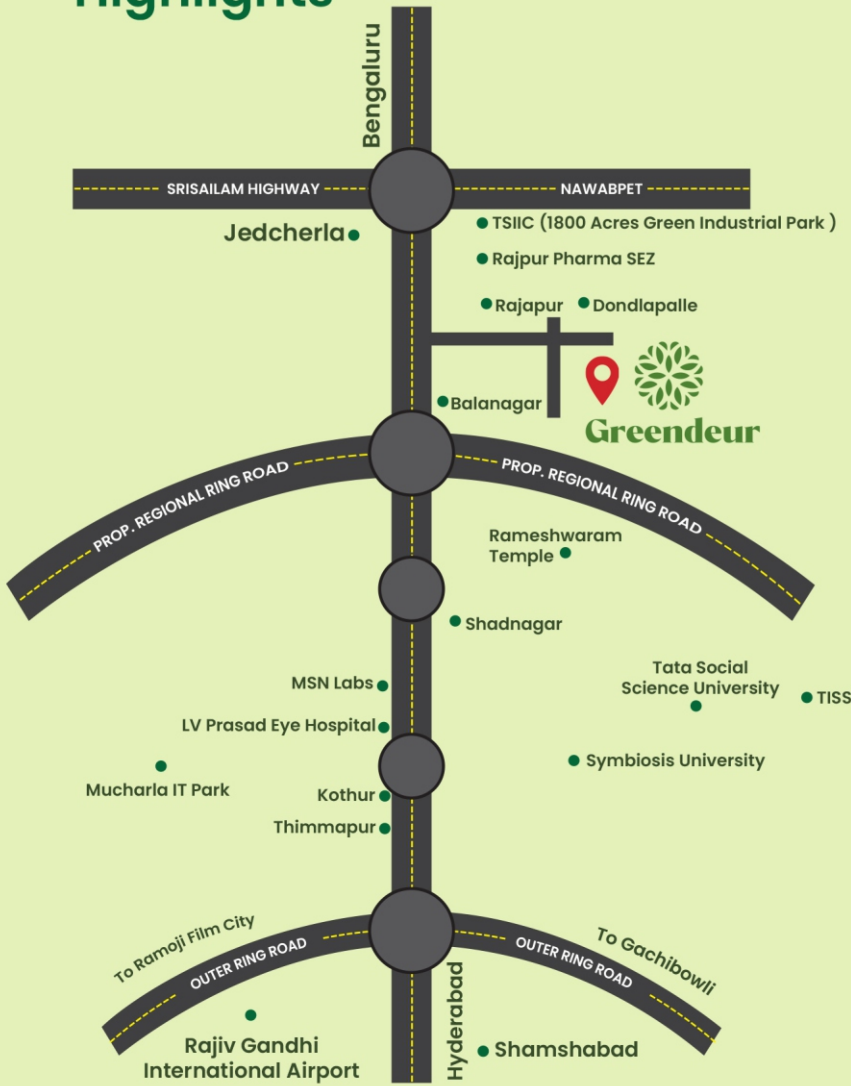 Highlights
Bengaluru
SRISAILAM HIGHWAY
NAWABPET
Jedcherla
TSIIC (1800 Acres Green Industrial Park )
Rajpur Pharma SEZ
Rajapur
Dondlapalle
Balanagar
Greendeur
PROP. REGIONAL RING ROAD
PROP. REGIONAL RING ROAD
Rameshwaram
Temple
Shadnagar
MSN Labs
Tata Social
Science University
TISS
LV Prasad Eye Hospital
Symbiosis University
Mucharla IT Park
Kothur
Thimmapur
To Ramoji Film City
OUTER RING ROAD
OUTER RING ROAD
To Gachibowli
Rajiv Gandhi
International Airport
Hyderabad
Shamshabad